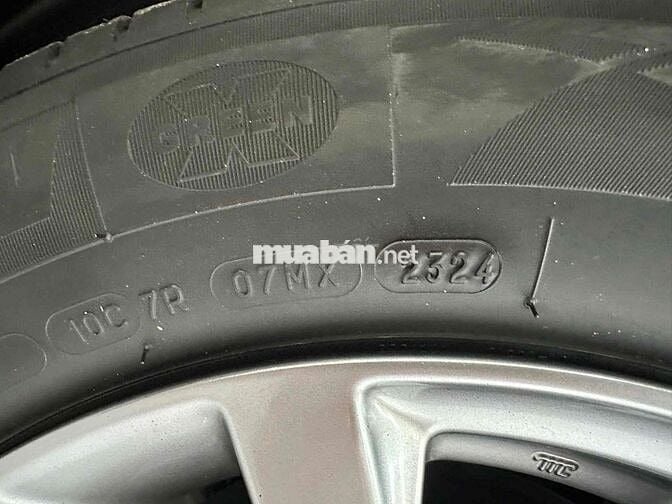 GREEN X
muabán.net
10C 7R 07MX 2324